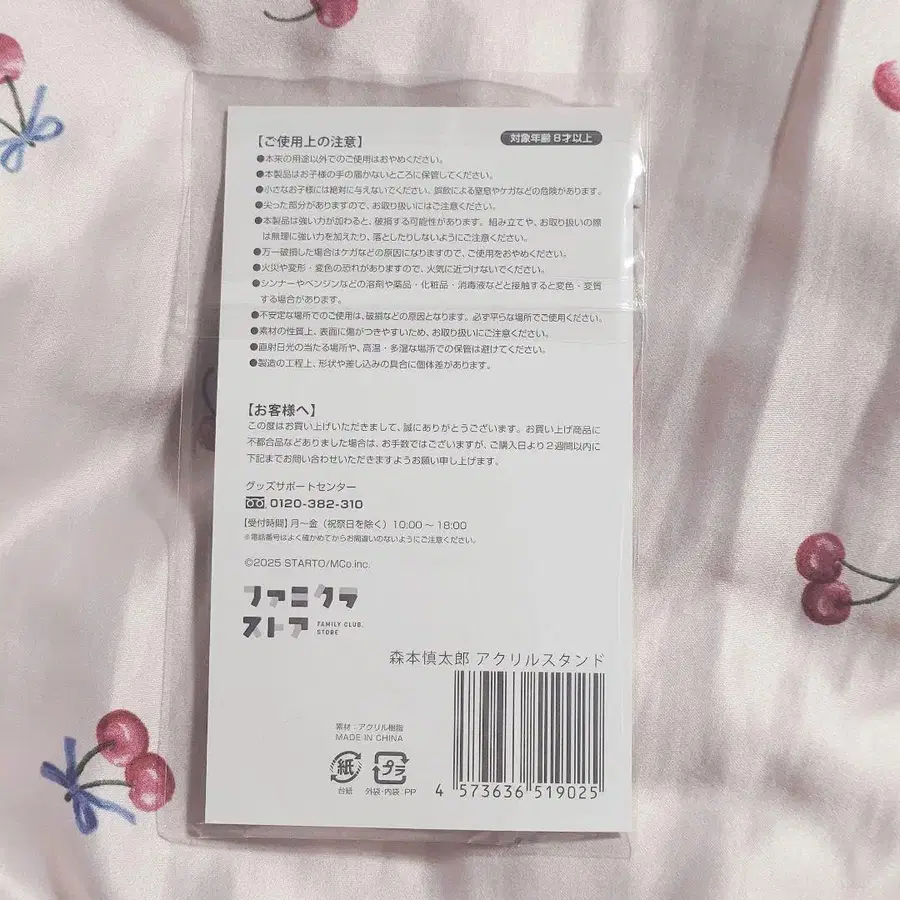 【ご使用上の注意】
対象年齢8才以上
●本来の用途以外でのご使用はおやめください。
●本製品はお子様の手の届かないところに保管してください。
●小さなお子様には絶対に与えないでください。誤飲による窒息やケガなどの危険があります。
●尖った部分がありますので、お取り扱いにはご注意ください。
●本製品は強い力が加わると、破損する可能性があります。組み立てや、お取り扱いの際
は無理に強い力を加えたり、落としたりしないようにご注意ください。
●万一破損した場合はケガなどの原因になりますので、ご使用をおやめください。
●火災や変形・変色の恐れがありますので、火気に近づけないでください。
●シンナーやベンジンなどの溶剤や薬品・化粧品・消毒液などと接触すると変色・変質
する場合があります。
●不安定な場所でのご使用は、破損などの原因となります。必ず平らな場所でご使用ください。
●素材の性質上、表面に傷がつきやすいため、お取り扱いにご注意ください。
●直射日光の当たる場所や、高温・多湿な場所での保管は避けてください。
●製造の工程上、形状や差し込みの具合に個体差があります。
【お客様へ】
この度はお買い上げいただきまして、誠にありがとうございます。お買い上げ商品に
不都合品などありました場合は、お手数ではございますが、ご購入日より2週間以内に
下記までお問い合わせいただきますようお願い申し上げます。
グッズサポートセンター
0120-382-310
【受付時間】月～金（祝祭日を除く）10:00～18:00
※電話番号はよく確かめてからお間違いのないようにご注意ください。
©2025 STARTO/MCo.inc.
ファミクラ
ストア FAMILY CLUB. STORE
森本慎太郎 アクリルスタンド
素材：アクリル樹脂
MADE IN CHINA
紙 プラ
台紙 外袋・内袋：PP
4 573636 519025